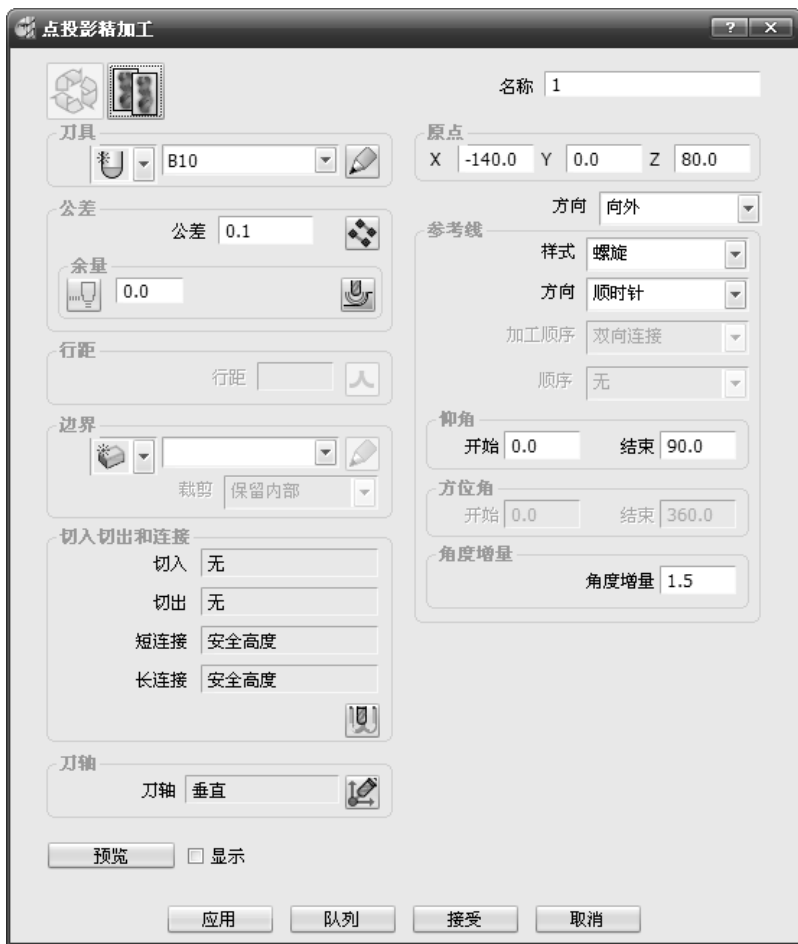 点投影精加工
名称 1
刀具
B10
原点
X -140.0 Y 0.0 Z 80.0
方向 向外
公差
公差 0.1
余量
0.0
参考线
样式 螺旋
方向 顺时针
加工顺序 双向连接
顺序 无
行距
行距
仰角
开始 0.0 结束 90.0
边界
裁剪 保留内部
方位角
开始 0.0 结束 360.0
切入切出和连接
切入 无
切出 无
短连接 安全高度
长连接 安全高度
角度增量
角度增量 1.5
刀轴
刀轴 垂直
预览 显示
应用 队列 接受 取消